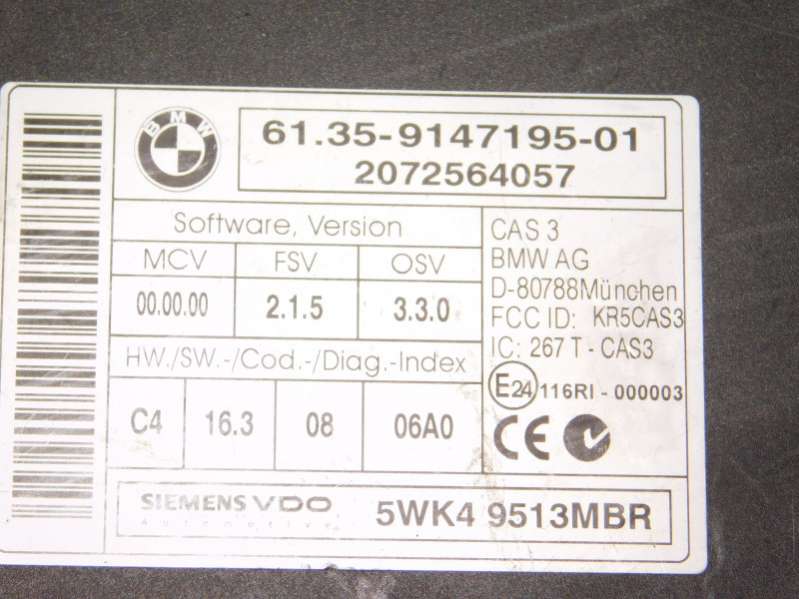 BMW
61.35-9147195-01
2072564057
Software, Version
MCV FSV OSV
00.00.00 2.1.5 3.3.0
HW./SW.-/Cod.-/Diag.-Index
C4 16.3 08 06A0
CAS 3
BMW AG
D-80788München
FCC ID: KR5CAS3
IC: 267 T - CAS3
E24 116RI - 000003
CE
SIEMENS VDO
Automotive
5WK4 9513MBR